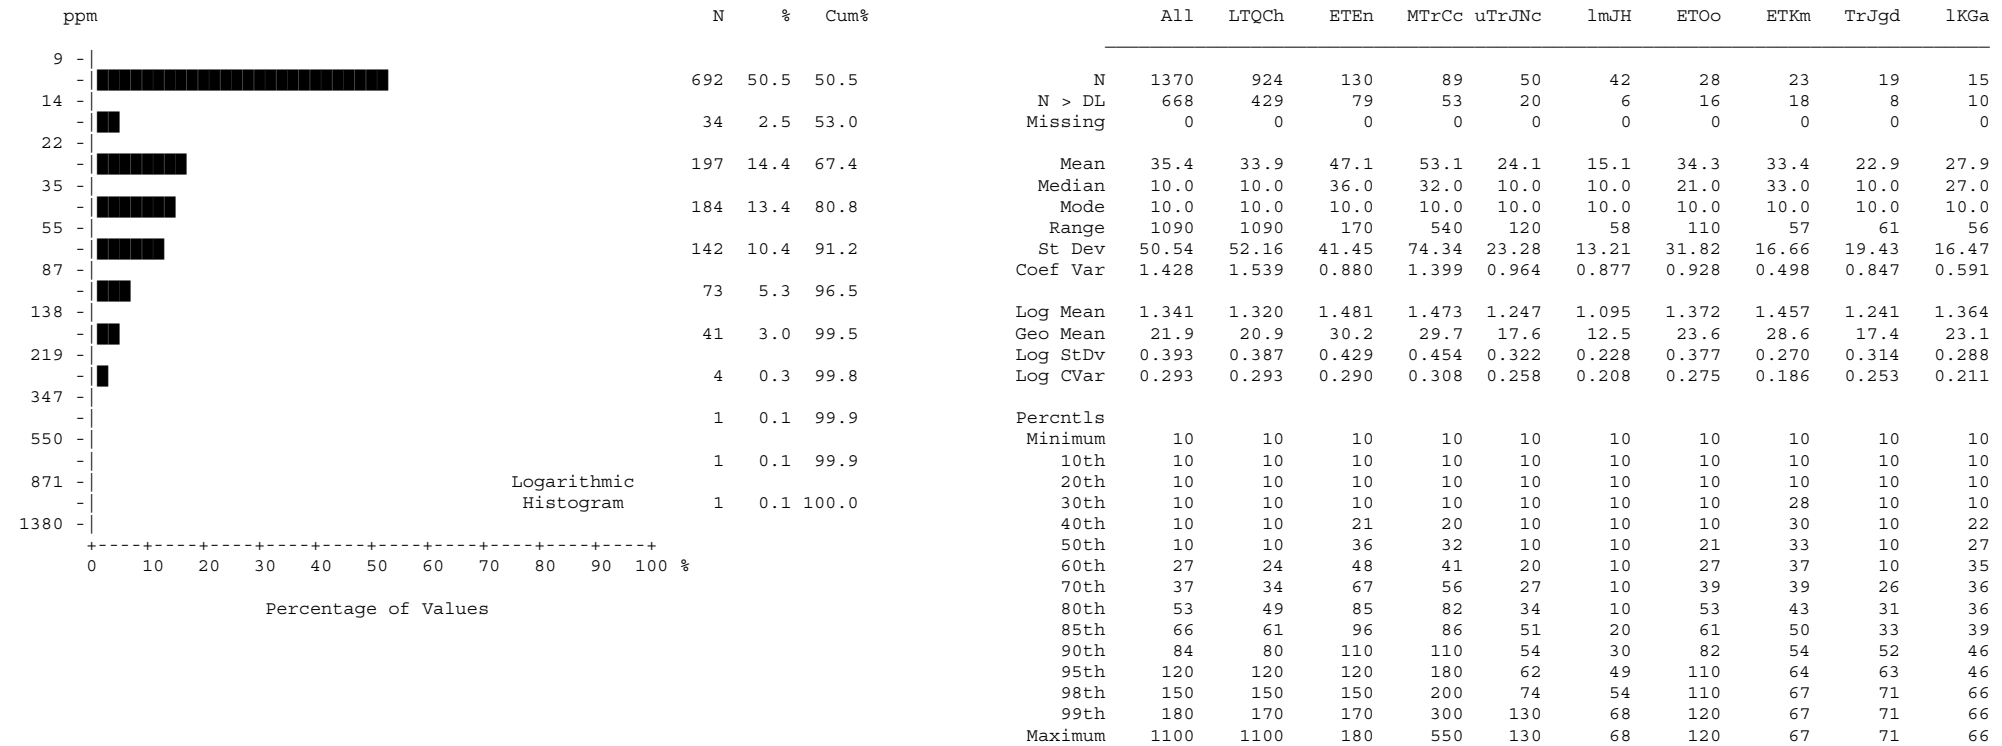 ppm N % Cum% All LTQCh ETEn MTrCc uTrJNc lmJH ETOo ETKm TrJgd lKGa
9 -|
-| 692 50.5 50.5 N 1370 924 130 89 50 42 28 23 19 15
14 -| N > DL 668 429 79 53 20 6 16 18 8 10
-| 34 2.5 53.0 Missing 0 0 0 0 0 0 0 0 0 0
22 -|
-| 197 14.4 67.4 Mean 35.4 33.9 47.1 53.1 24.1 15.1 34.3 33.4 22.9 27.9
35 -| Median 10.0 10.0 36.0 32.0 10.0 10.0 21.0 33.0 10.0 27.0
-| 184 13.4 80.8 Mode 10.0 10.0 10.0 10.0 10.0 10.0 10.0 10.0 10.0 10.0
55 -| Range 1090 1090 170 540 120 58 110 57 61 56
-| 142 10.4 91.2 St Dev 50.54 52.16 41.45 74.34 23.28 13.21 31.82 16.66 19.43 16.47
87 -| Coef Var 1.428 1.539 0.880 1.399 0.964 0.877 0.928 0.498 0.847 0.591
-| 73 5.3 96.5
138 -| Log Mean 1.341 1.320 1.481 1.473 1.247 1.095 1.372 1.457 1.241 1.364
-| 41 3.0 99.5 Geo Mean 21.9 20.9 30.2 29.7 17.6 12.5 23.6 28.6 17.4 23.1
219 -| Log StDv 0.393 0.387 0.429 0.454 0.322 0.228 0.377 0.270 0.314 0.288
-| 4 0.3 99.8 Log CVar 0.293 0.293 0.290 0.308 0.258 0.208 0.275 0.186 0.253 0.211
347 -|
-| 1 0.1 99.9 Percntls
550 -| Minimum 10 10 10 10 10 10 10 10 10 10
-| 1 0.1 99.9 10th 10 10 10 10 10 10 10 10 10 10
871 -| Logarithmic 20th 10 10 10 10 10 10 10 10 10 10
-| Histogram 1 0.1 100.0 30th 10 10 10 10 10 10 10 28 10 10
1380 -| 40th 10 10 21 20 10 10 10 30 10 22
+----+----+----+----+----+----+----+----+----+----+ 50th 10 10 36 32 10 10 21 33 10 27
0 10 20 30 40 50 60 70 80 90 100 % 60th 27 24 48 41 20 10 27 37 10 35
70th 37 34 67 56 27 10 39 39 26 36
Percentage of Values 80th 53 49 85 82 34 10 53 43 31 36
85th 66 61 96 86 51 20 61 50 33 39
90th 84 80 110 110 54 30 82 54 52 46
95th 120 120 120 180 62 49 110 64 63 46
98th 150 150 150 200 74 54 110 67 71 66
99th 180 170 170 300 130 68 120 67 71 66
Maximum 1100 1100 180 550 130 68 120 67 71 66